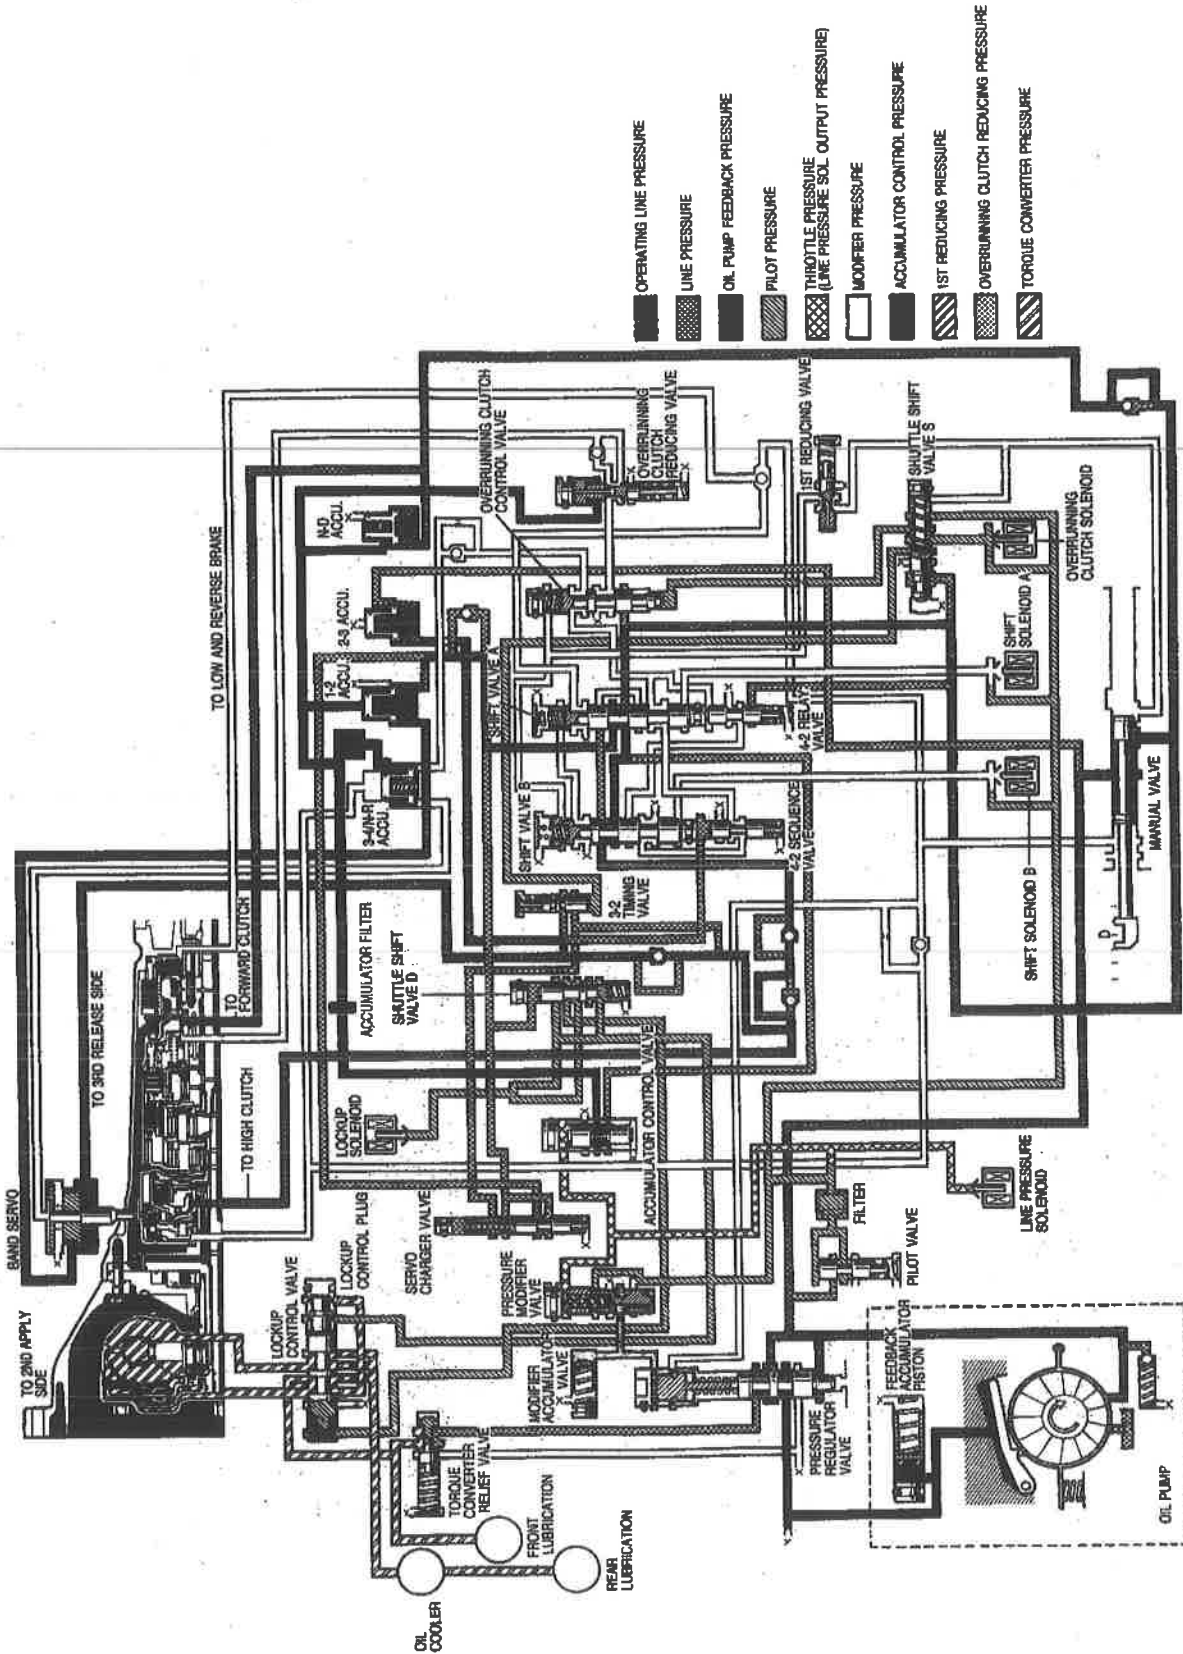 TO 2ND APPLY
SIDE
BAND SERVO
TO 3RD RELEASE SIDE
TO HIGH CLUTCH
TO
FORWARD CLUTCH
TO LOW AND REVERSE BRAKE
LOCKUP
CONTROL VALVE
LOCKUP
CONTROL PLUG
LOCKUP
SOLENOID
ACCUMULATOR FILTER
SHUTTLE SHIFT
VALVE D
3-4/N-R
ACCU.
1-2
ACCU.
2-3 ACCU.
N-D
ACCU.
OIL
COOLER
FRONT
LUBRICATION
REAR
LUBRICATION
TORQUE
CONVERTER
RELIEF VALVE
SERVO
CHARGER VALVE
PRESSURE
MODIFIER
VALVE
MODIFIER
ACCUMULATOR
VALVE
ACCUMULATOR CONTROL VALVE
3-2
TIMING
VALVE
SHIFT VALVE B
SHIFT VALVE A
OVERRUNNING CLUTCH
CONTROL VALVE
OVERRUNNING
CLUTCH
REDUCING VALVE
4-2 SEQUENCE
VALVE
4-2 RELAY
VALVE
1ST REDUCING VALVE
SHUTTLE SHIFT
VALVE S
PRESSURE
REGULATOR
VALVE
FEEDBACK
ACCUMULATOR
PISTON
OIL PUMP
PILOT VALVE
FILTER
LINE PRESSURE
SOLENOID
SHIFT SOLENOID B
SHIFT
SOLENOID A
OVERRUNNING
CLUTCH SOLENOID
D
MANUAL VALVE
OPERATING LINE PRESSURE
LINE PRESSURE
OIL PUMP FEEDBACK PRESSURE
PILOT PRESSURE
THROTTLE PRESSURE
(LINE PRESSURE SOL OUTPUT PRESSURE)
MODIFIER PRESSURE
ACCUMULATOR CONTROL PRESSURE
1ST REDUCING PRESSURE
OVERRUNNING CLUTCH REDUCING PRESSURE
TORQUE CONVERTER PRESSURE